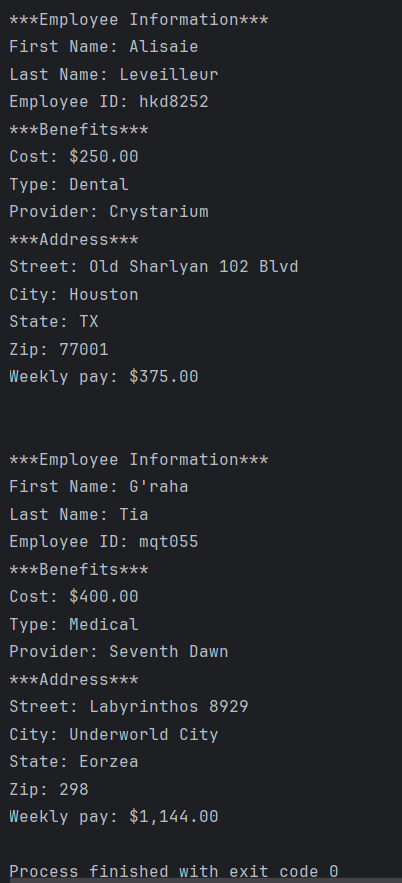 ***Employee Information***
First Name: Alisaie
Last Name: Leveilleur
Employee ID: hkd8252
***Benefits***
Cost: $250.00
Type: Dental
Provider: Crystarium
***Address***
Street: Old Sharlyan 102 Blvd
City: Houston
State: TX
Zip: 77001
Weekly pay: $375.00
***Employee Information***
First Name: G'raha
Last Name: Tia
Employee ID: mqt055
***Benefits***
Cost: $400.00
Type: Medical
Provider: Seventh Dawn
***Address***
Street: Labyrinthos 8929
City: Underworld City
State: Eorzea
Zip: 298
Weekly pay: $1,144.00
Process finished with exit code 0